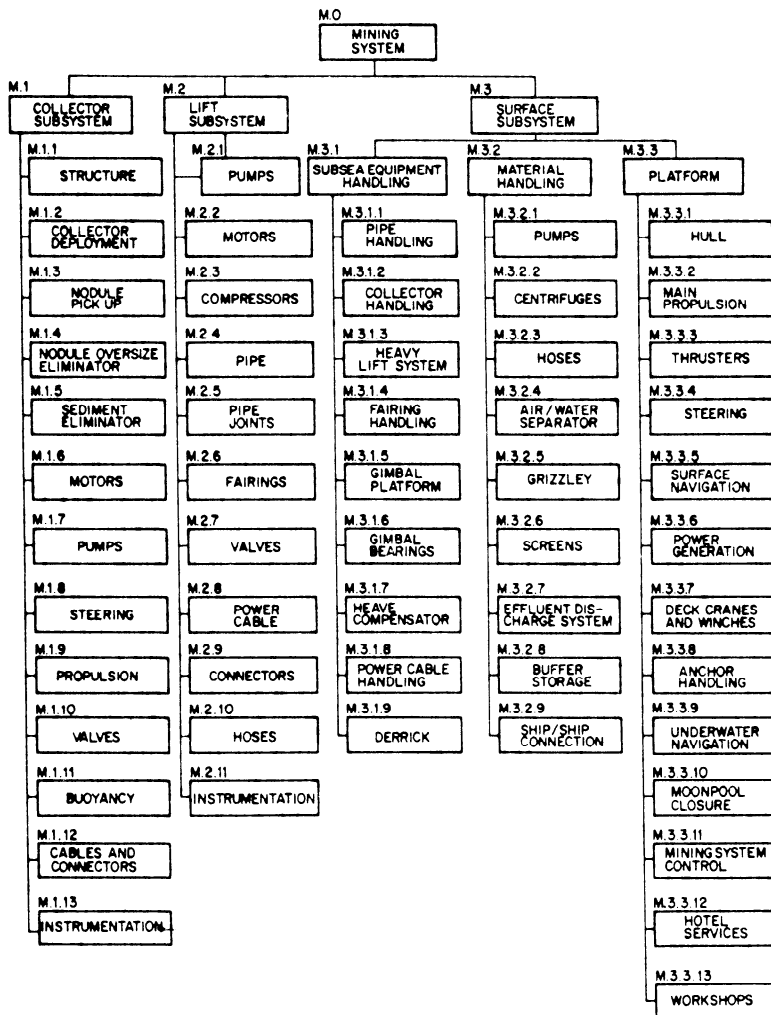 M.0
MINING
SYSTEM
M.1
COLLECTOR
SUBSYSTEM
M.1.1
STRUCTURE
M.1.2
COLLECTOR
DEPLOYMENT
M.1.3
NODULE
PICK UP
M.1.4
NODULE OVERSIZE
ELIMINATOR
M.1.5
SEDIMENT
ELIMINATOR
M.1.6
MOTORS
M.1.7
PUMPS
M.1.8
STEERING
M.1.9
PROPULSION
M.1.10
VALVES
M.1.11
BUOYANCY
M.1.12
CABLES AND
CONNECTORS
M.1.13
INSTRUMENTATION
M.2
LIFT
SUBSYSTEM
M.2.1
PUMPS
M.2.2
MOTORS
M.2.3
COMPRESSORS
M.2.4
PIPE
M.2.5
PIPE
JOINTS
M.2.6
FAIRINGS
M.2.7
VALVES
M.2.8
POWER
CABLE
M.2.9
CONNECTORS
M.2.10
HOSES
M.2.11
INSTRUMENTATION
M.3
SURFACE
SUBSYSTEM
M.3.1
SUBSEA EQUIPMENT
HANDLING
M.3.1.1
PIPE
HANDLING
M.3.1.2
COLLECTOR
HANDLING
M.3.1.3
HEAVY
LIFT SYSTEM
M.3.1.4
FAIRING
HANDLING
M.3.1.5
GIMBAL
PLATFORM
M.3.1.6
GIMBAL
BEARINGS
M.3.1.7
HEAVE
COMPENSATOR
M.3.1.8
POWER CABLE
HANDLING
M.3.1.9
DERRICK
M.3.2
MATERIAL
HANDLING
M.3.2.1
PUMPS
M.3.2.2
CENTRIFUGES
M.3.2.3
HOSES
M.3.2.4
AIR/WATER
SEPARATOR
M.3.2.5
GRIZZLEY
M.3.2.6
SCREENS
M.3.2.7
EFFLUENT DIS-
CHARGE SYSTEM
M.3.2.8
BUFFER
STORAGE
M.3.2.9
SHIP/SHIP
CONNECTION
M.3.3
PLATFORM
M.3.3.1
HULL
M.3.3.2
MAIN
PROPULSION
M.3.3.3
THRUSTERS
M.3.3.4
STEERING
M.3.3.5
SURFACE
NAVIGATION
M.3.3.6
POWER
GENERATION
M.3.3.7
DECK CRANES
AND WINCHES
M.3.3.8
ANCHOR
HANDLING
M.3.3.9
UNDERWATER
NAVIGATION
M.3.3.10
MOONPOOL
CLOSURE
M.3.3.11
MINING SYSTEM
CONTROL
M.3.3.12
HOTEL
SERVICES
M.3.3.13
WORKSHOPS